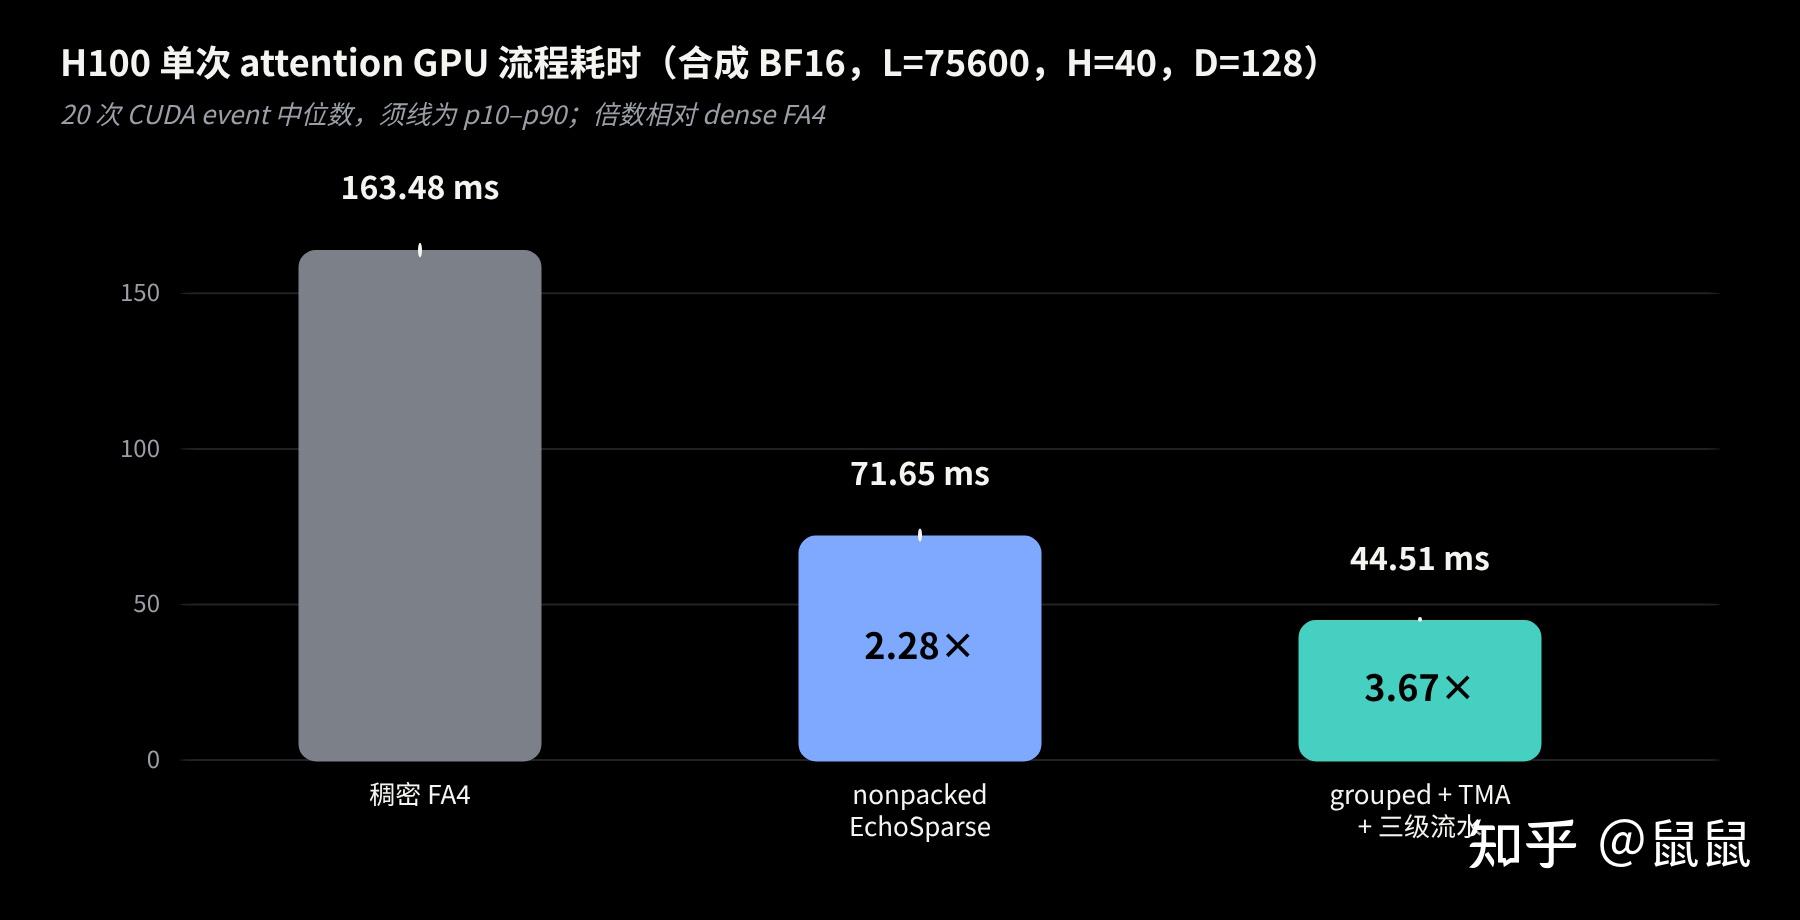 H100 单次 attention GPU 流程耗时（合成 BF16，L=75600，H=40，D=128）
20 次 CUDA event 中位数，须线为 p10–p90；倍数相对 dense FA4
163.48 ms
150
100
71.65 ms
44.51 ms
50
2.28×
3.67×
0
稠密 FA4
nonpacked
EchoSparse
grouped + TMA
+ 三级流水
知乎 @鼠鼠